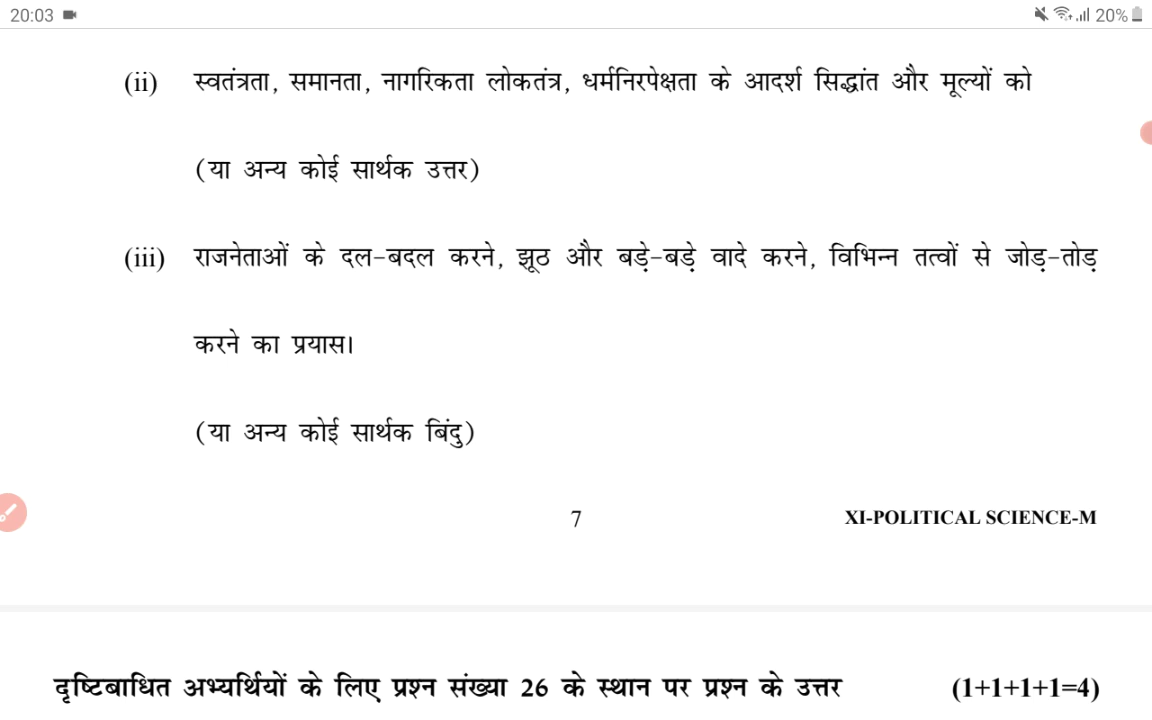 20:03
20%
(ii) स्वतंत्रता, समानता, नागरिकता लोकतंत्र, धर्मनिरपेक्षता के आदर्श सिद्धांत और मूल्यों को
(या अन्य कोई सार्थक उत्तर)
(iii) राजनेताओं के दल-बदल करने, झूठ और बड़े-बड़े वादे करने, विभिन्न तत्वों से जोड़-तोड़
करने का प्रयास।
(या अन्य कोई सार्थक बिंदु)
7 XI-POLITICAL SCIENCE-M
दृष्टिबाधित अभ्यर्थियों के लिए प्रश्न संख्या 26 के स्थान पर प्रश्न के उत्तर (1+1+1+1=4)